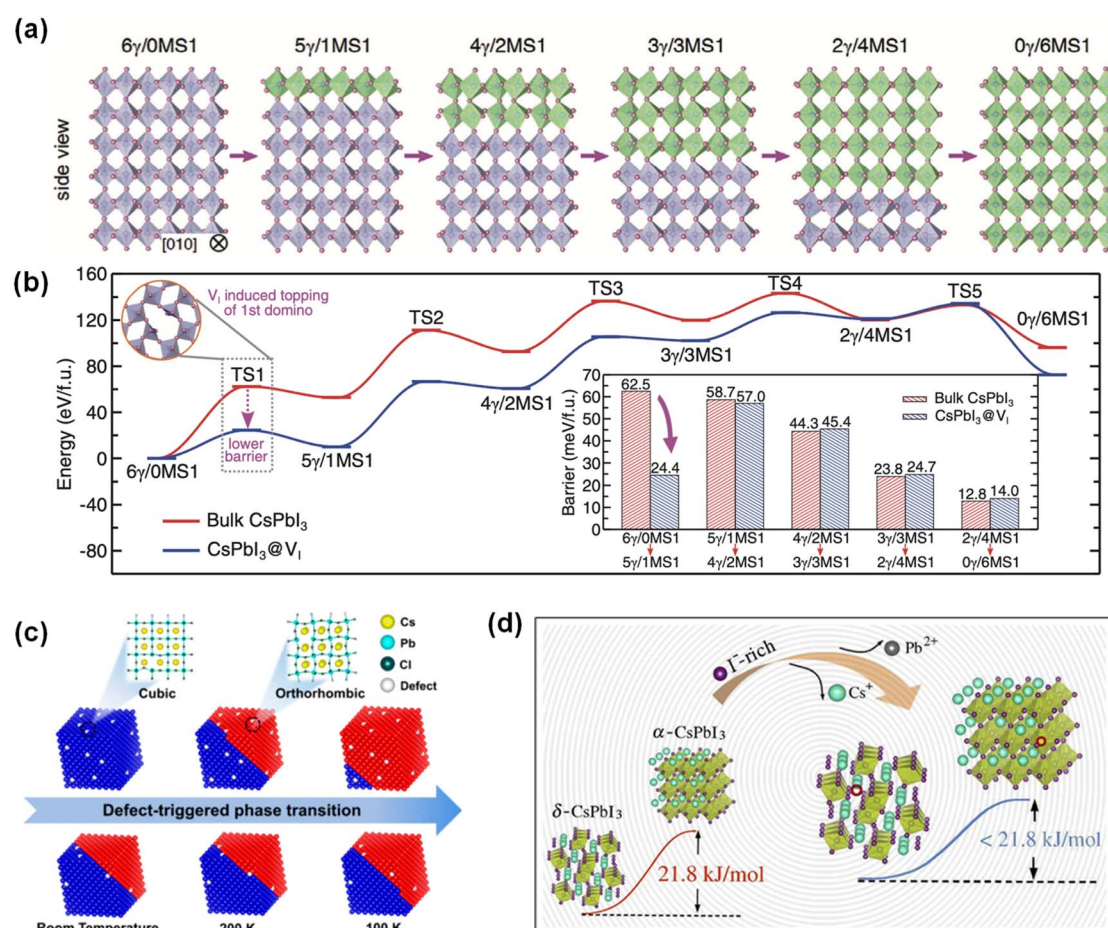 (a)
6γ/0MS1 5γ/1MS1 4γ/2MS1 3γ/3MS1 2γ/4MS1 0γ/6MS1
side view
[010]
(b)
160
120
80
40
0
-40
-80
Energy (eV/f.u.)
V_I induced topping
of 1st domino
TS1
lower
barrier
TS2
TS3
TS4
TS5
6γ/0MS1
5γ/1MS1
4γ/2MS1
3γ/3MS1
2γ/4MS1
0γ/6MS1
Bulk CsPbI₃
CsPbI₃@V_I
Barrier (meV/f.u.)
70
60
50
40
30
20
10
0
62.5 24.4 58.7 57.0 44.3 45.4 23.8 24.7 12.8 14.0
Bulk CsPbI₃
CsPbI₃@V_I
6γ/0MS1 5γ/1MS1 4γ/2MS1 3γ/3MS1 2γ/4MS1
5γ/1MS1 4γ/2MS1 3γ/3MS1 2γ/4MS1 0γ/6MS1
(c)
Cubic
Orthorhombic
Cs
Pb
Cl
Defect
Defect-triggered phase transition
Room Temperature 200 K 100 K
(d)
I⁻-rich
Pb²⁺
Cs⁺
α-CsPbI3
δ-CsPbI3
21.8 kJ/mol
< 21.8 kJ/mol